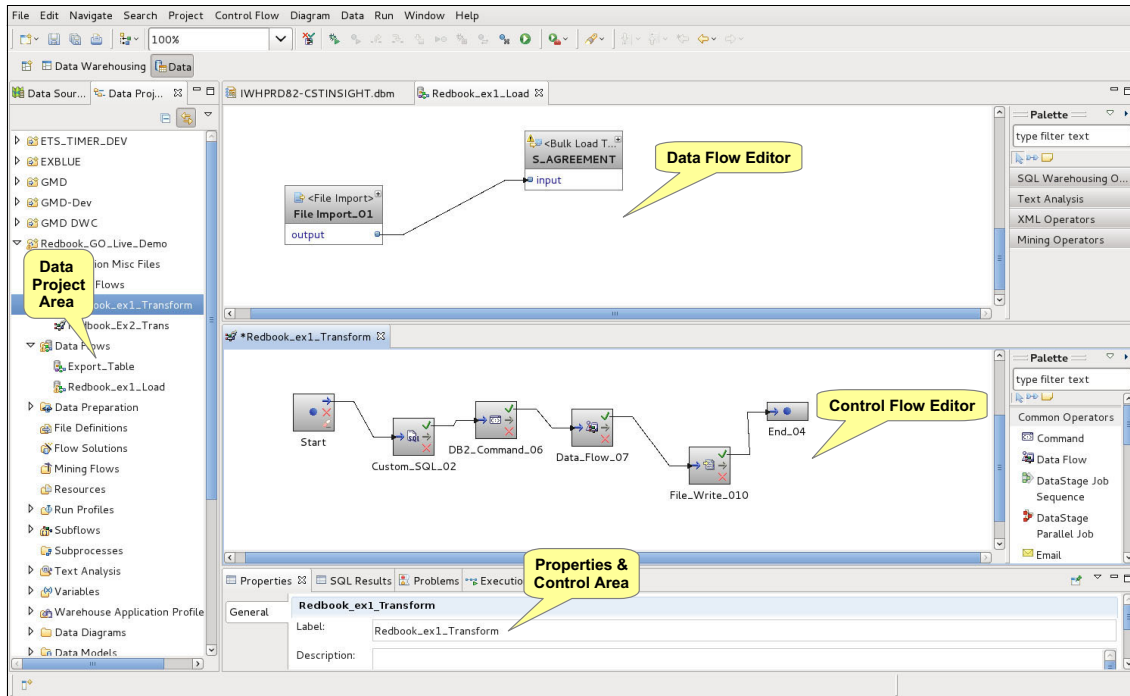 File Edit Navigate Search Project Control Flow Diagram Data Run Window Help
100%
Data Warehousing Data
Data Sour... Data Proj...
ETS_TIMER_DEV
EXBLUE
GMD
GMD-Dev
GMD DWC
Redbook_GO_Live_Demo
ion Misc Files
Flows
ook_ex1_Transform
Redbook_Ex2_Trans
Data Flows
Export_Table
Redbook_ex1_Load
Data Preparation
File Definitions
Flow Solutions
Mining Flows
Resources
Run Profiles
Subflows
Subprocesses
Text Analysis
Variables
Warehouse Application Profile
Data Diagrams
Data Models
Data
Project
Area
IWHPRD82-CSTINSIGHT.dbm Redbook_ex1_Load
<Bulk Load T...
S_AGREEMENT
input
<File Import>
File Import_01
output
Data Flow Editor
Palette
type filter text
SQL Warehousing O...
Text Analysis
XML Operators
Mining Operators
*Redbook_ex1_Transform
Start
SQL
Custom_SQL_02
DB2_Command_06
Data_Flow_07
File_Write_010
End_04
Control Flow Editor
Palette
type filter text
Common Operators
Command
Data Flow
DataStage Job
Sequence
DataStage
Parallel Job
Email
Properties SQL Results Problems Executio
Properties &
Control Area
General
Redbook_ex1_Transform
Label: Redbook_ex1_Transform
Description: